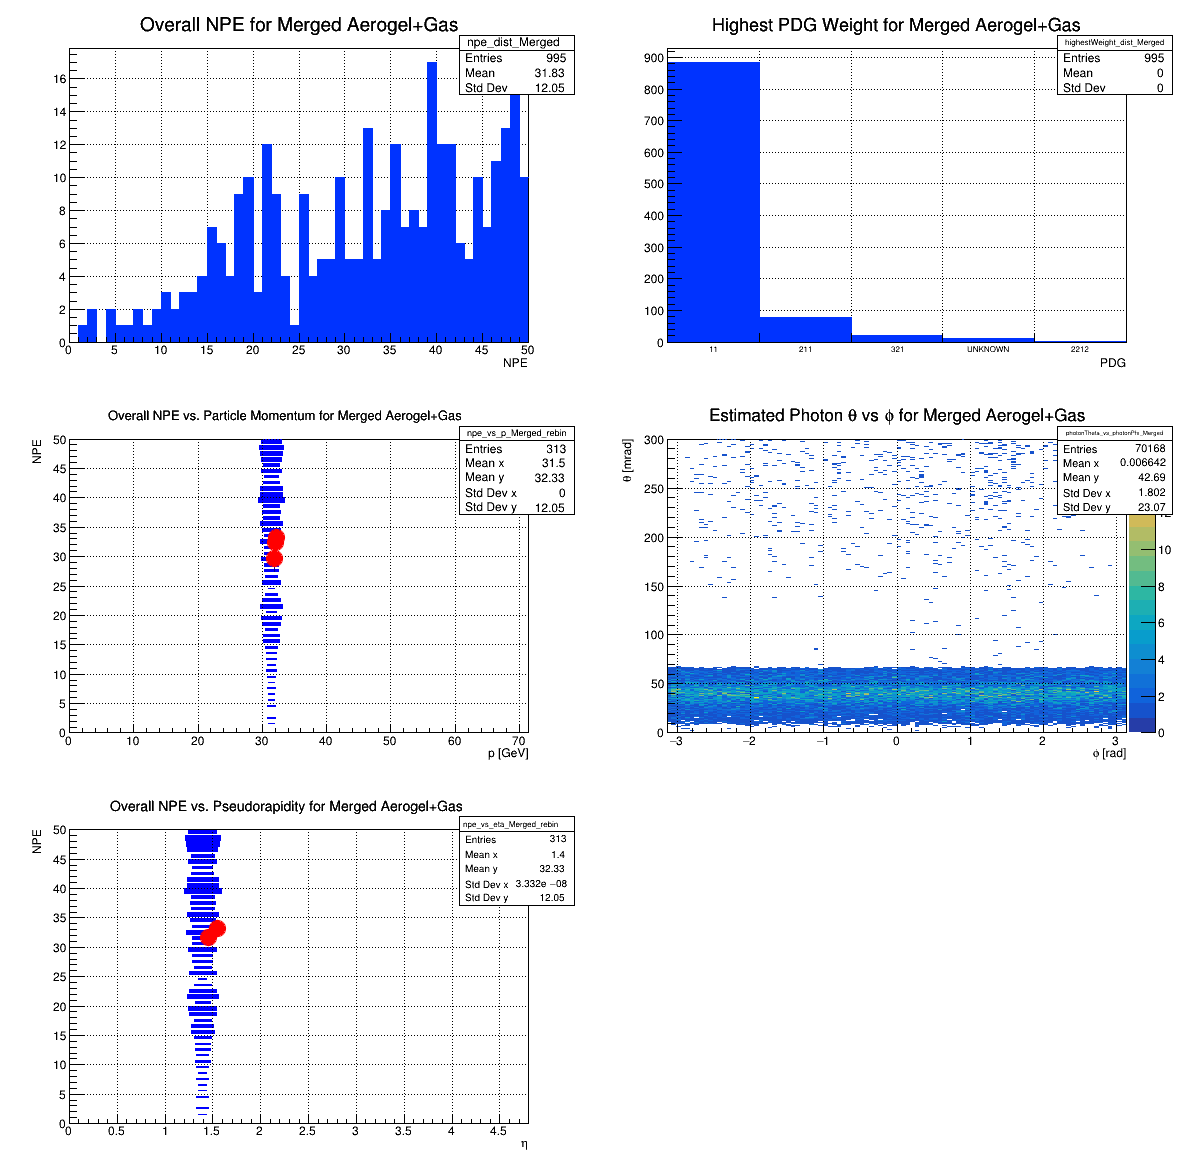 Overall NPE for Merged Aerogel+Gas
npe_dist_Merged
Entries 995
Mean 31.83
Std Dev 12.05
16
14
12
10
8
6
4
2
0
0 5 10 15 20 25 30 35 40 45 50
NPE
Highest PDG Weight for Merged Aerogel+Gas
highestWeight_dist_Merged
Entries 995
Mean 0
Std Dev 0
900
800
700
600
500
400
300
200
100
0
11 211 321 UNKNOWN 2212
PDG
Overall NPE vs. Particle Momentum for Merged Aerogel+Gas
npe_vs_p_Merged_rebin
Entries 313
Mean x 31.5
Mean y 32.33
Std Dev x 0
Std Dev y 12.05
NPE
50
45
40
35
30
25
20
15
10
5
0
0 10 20 30 40 50 60 70
p [GeV]
Estimated Photon θ vs ϕ for Merged Aerogel+Gas
photonTheta_vs_photonPhi_Merged
Entries 70168
Mean x 0.006642
Mean y 42.69
Std Dev x 1.802
Std Dev y 23.07
θ [mrad]
300
250
200
150
100
50
0
−3 −2 −1 0 1 2 3
ϕ [rad]
10
8
6
4
2
0
Overall NPE vs. Pseudorapidity for Merged Aerogel+Gas
npe_vs_eta_Merged_rebin
Entries 313
Mean x 1.4
Mean y 32.33
Std Dev x 3.332e −08
Std Dev y 12.05
NPE
50
45
40
35
30
25
20
15
10
5
0
0 0.5 1 1.5 2 2.5 3 3.5 4 4.5
η